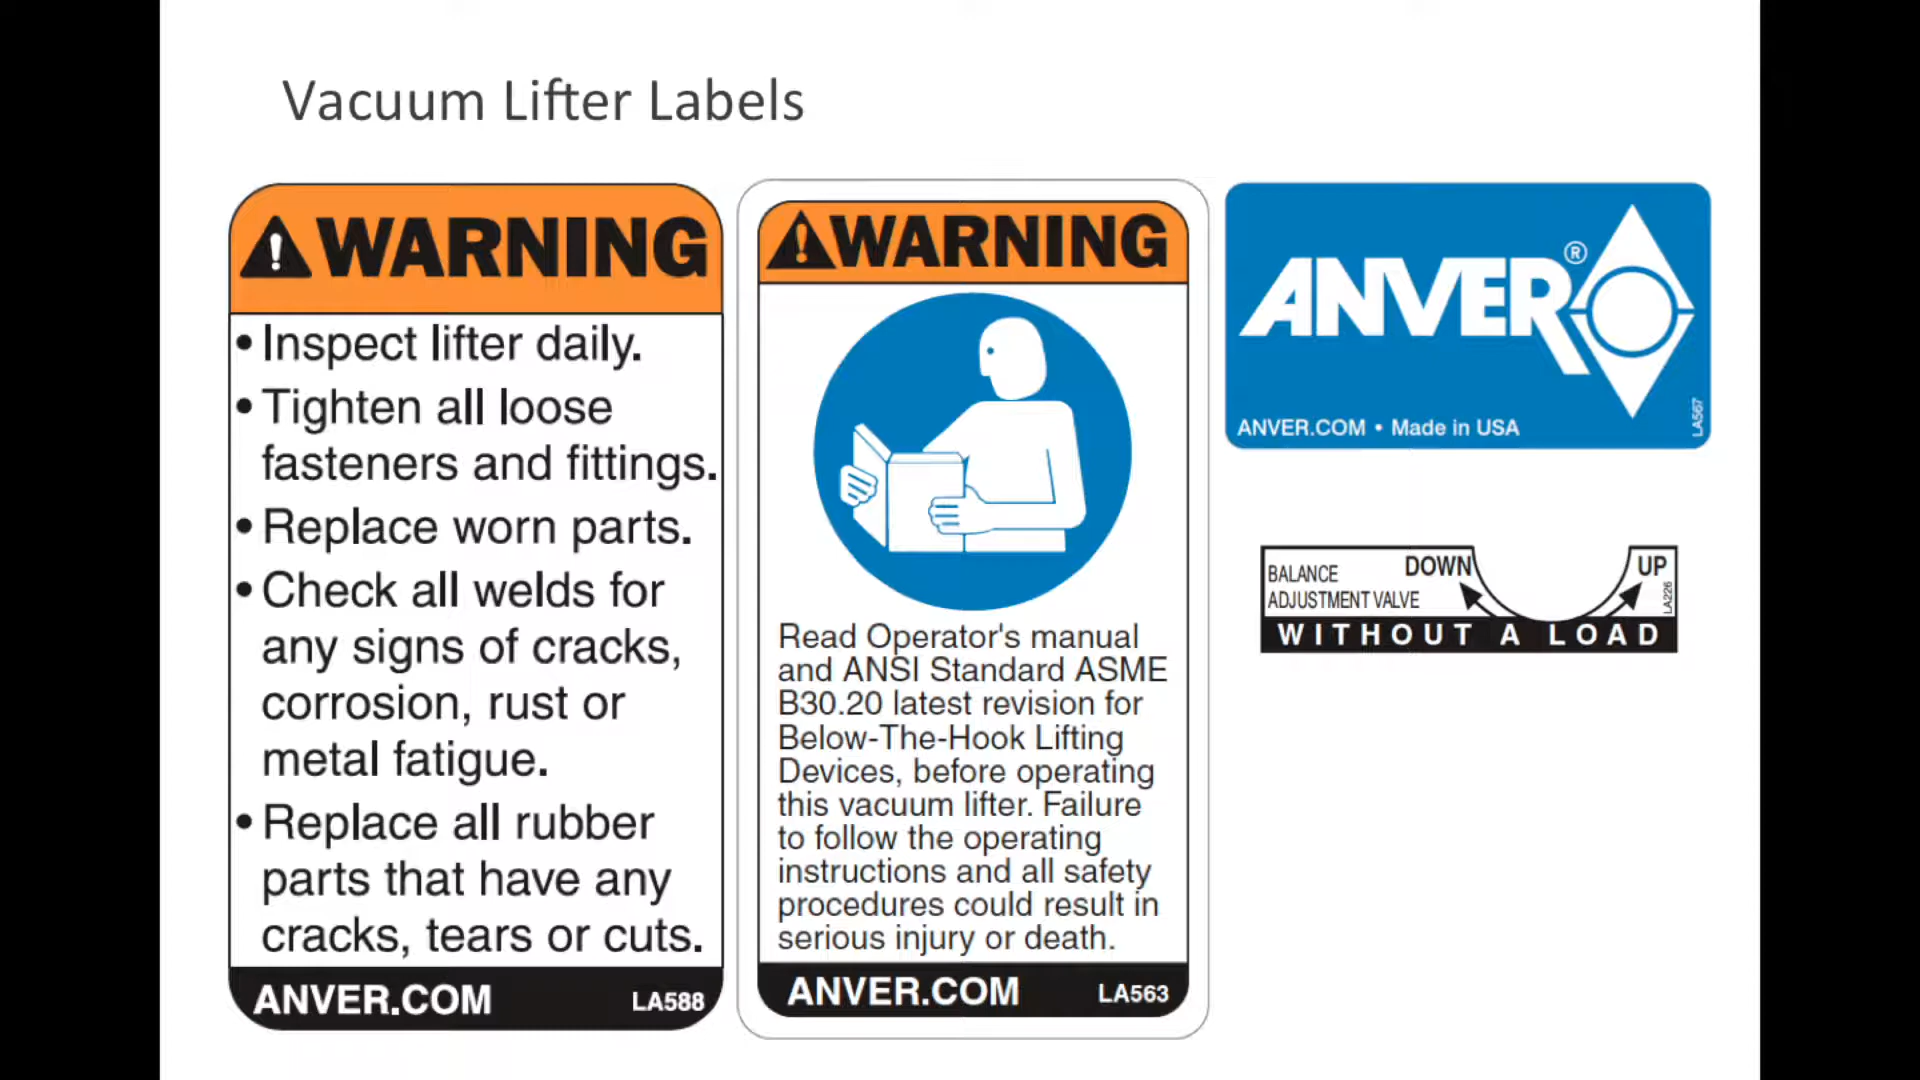 Vacuum Lifter Labels
WARNING
• Inspect lifter daily.
• Tighten all loose
fasteners and fittings.
• Replace worn parts.
• Check all welds for
any signs of cracks,
corrosion, rust or
metal fatigue.
• Replace all rubber
parts that have any
cracks, tears or cuts.
ANVER.COM LA588
WARNING
Read Operator's manual
and ANSI Standard ASME
B30.20 latest revision for
Below-The-Hook Lifting
Devices, before operating
this vacuum lifter. Failure
to follow the operating
instructions and all safety
procedures could result in
serious injury or death.
ANVER.COM LA563
ANVER®
ANVER.COM • Made in USA
LA567
BALANCE
ADJUSTMENT VALVE
DOWN
UP
LA226
WITHOUT A LOAD